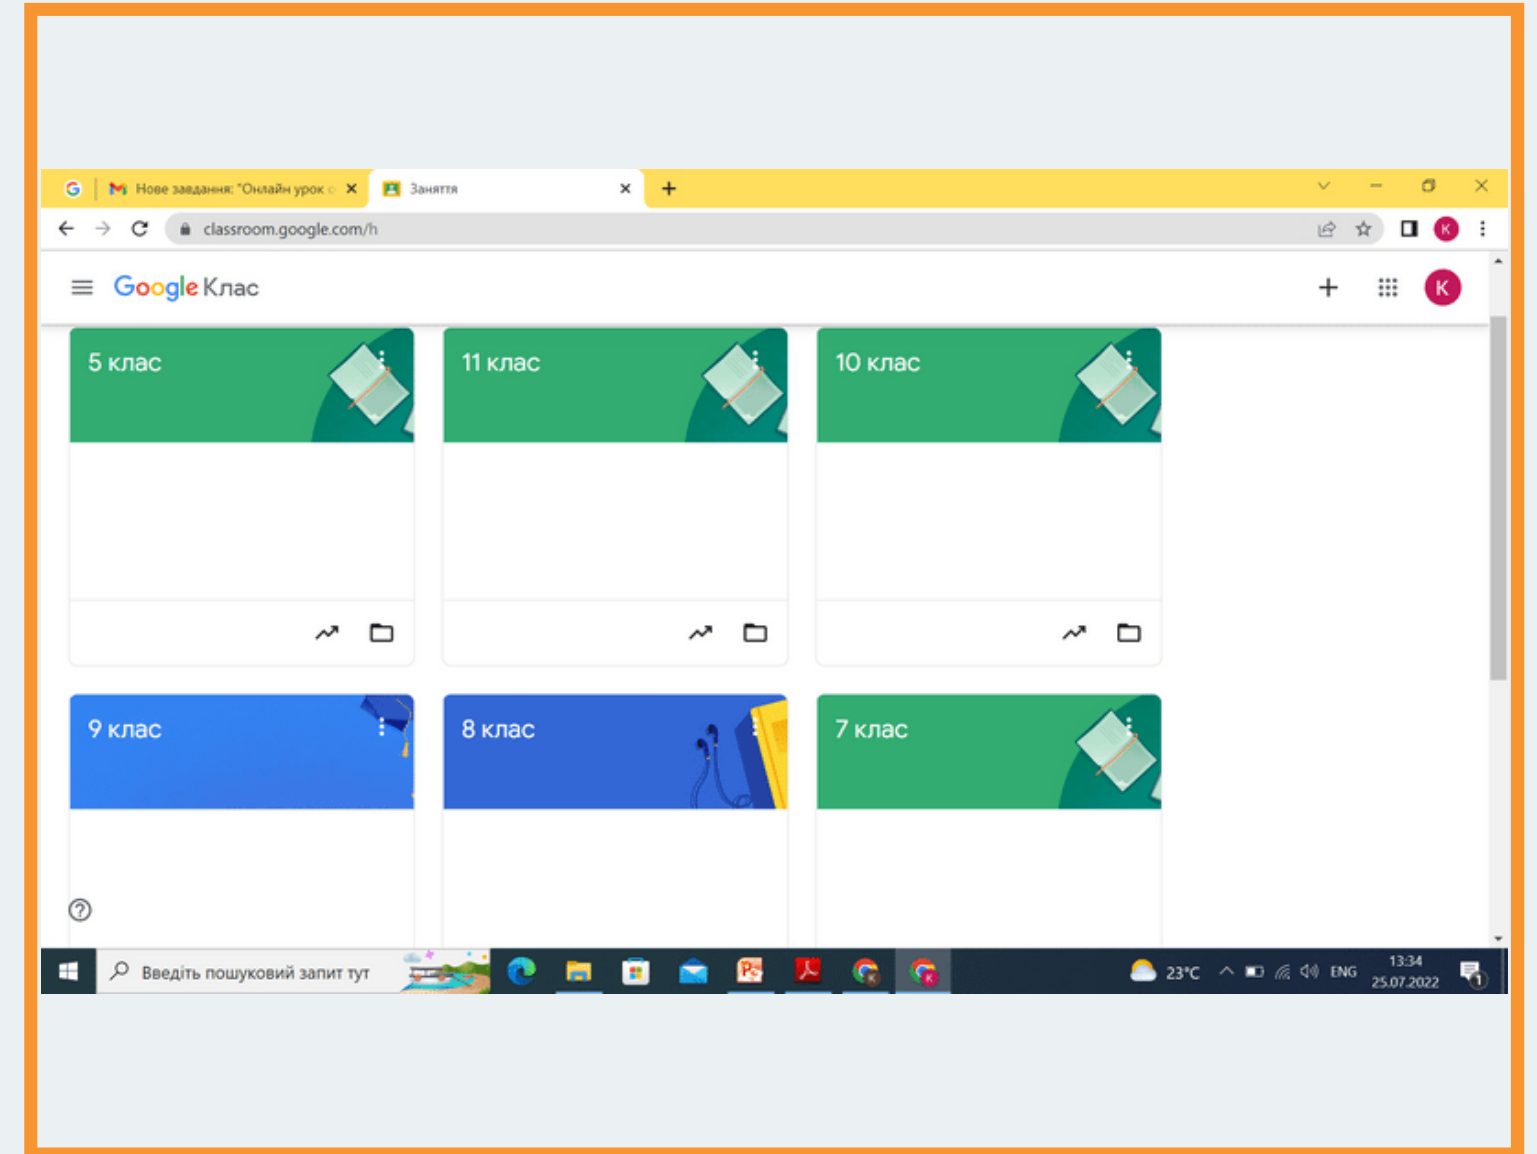 Нове завдання: "Онлайн урок о
Заняття
classroom.google.com/h
Google Клас
K
5 клас
11 клас
10 клас
9 клас
8 клас
7 клас
Введіть пошуковий запит тут
23°C
ENG
13:34
25.07.2022
1